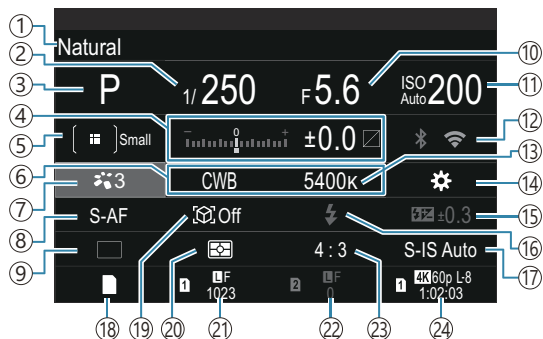 ① Natural
② ③ P 1/250 F5.6 ⑩ ISO Auto 200 ⑪
④ − 0 + ±0.0
⑤ Small ⑫
⑥ CWB 5400K ⑬
⑦ 3 ⑭
⑧ S-AF Off ±0.3 ⑮
⑨ 4:3 S-IS Auto ⑯
⑰
1 LF 1023 2 LF 0 1 4K 60p L-8 1:02:03
⑱ ⑲ ⑳ ㉑ ㉒ ㉓ ㉔